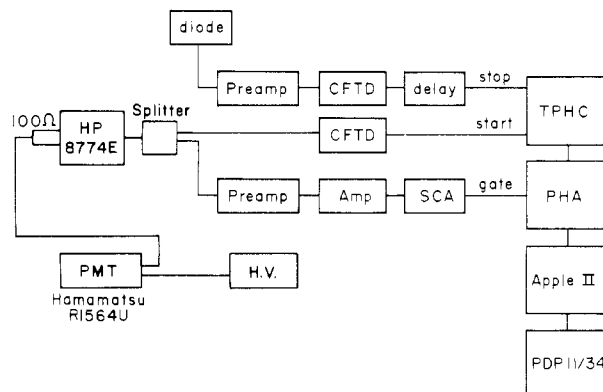 diode
Preamp
CFTD
delay
stop
TPHC
100Ω
HP
8774E
Splitter
CFTD
start
Preamp
Amp
SCA
gate
PHA
PMT
H.V.
Hamamatsu
R1564U
Apple II
PDP11/34